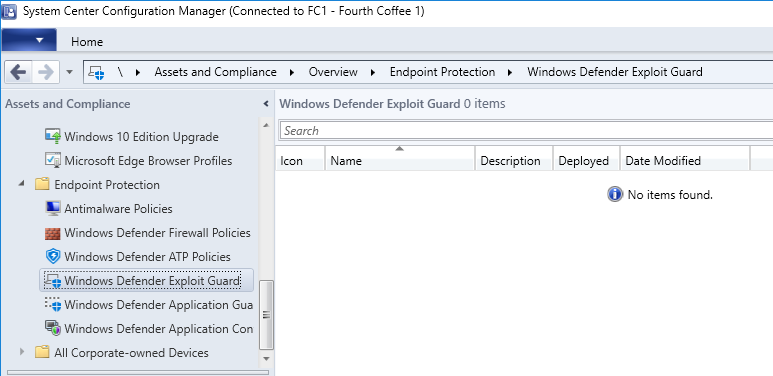 System Center Configuration Manager (Connected to FC1 - Fourth Coffee 1)
Home
\ Assets and Compliance Overview Endpoint Protection Windows Defender Exploit Guard
Assets and Compliance
Windows 10 Edition Upgrade
Microsoft Edge Browser Profiles
Endpoint Protection
Antimalware Policies
Windows Defender Firewall Policies
Windows Defender ATP Policies
Windows Defender Exploit Guard
Windows Defender Application Gua
Windows Defender Application Con
All Corporate-owned Devices
Windows Defender Exploit Guard 0 items
Search
Icon Name Description Deployed Date Modified
No items found.